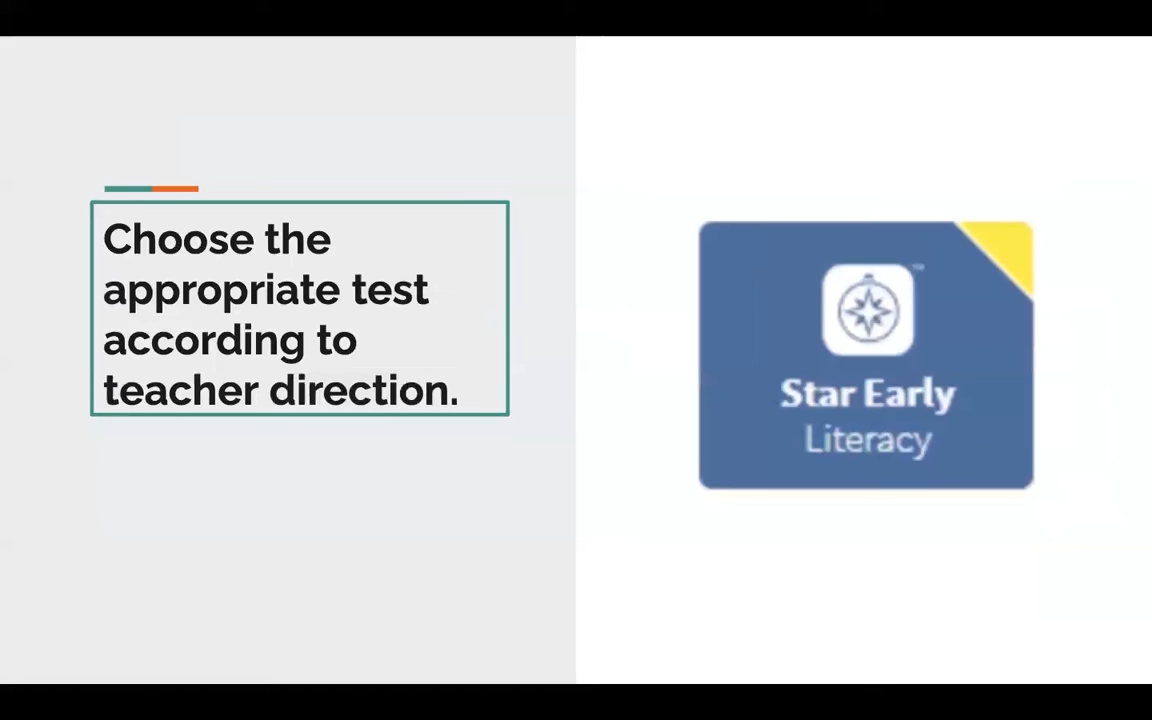 Choose the
appropriate test
according to
teacher direction.
Star Early
Literacy